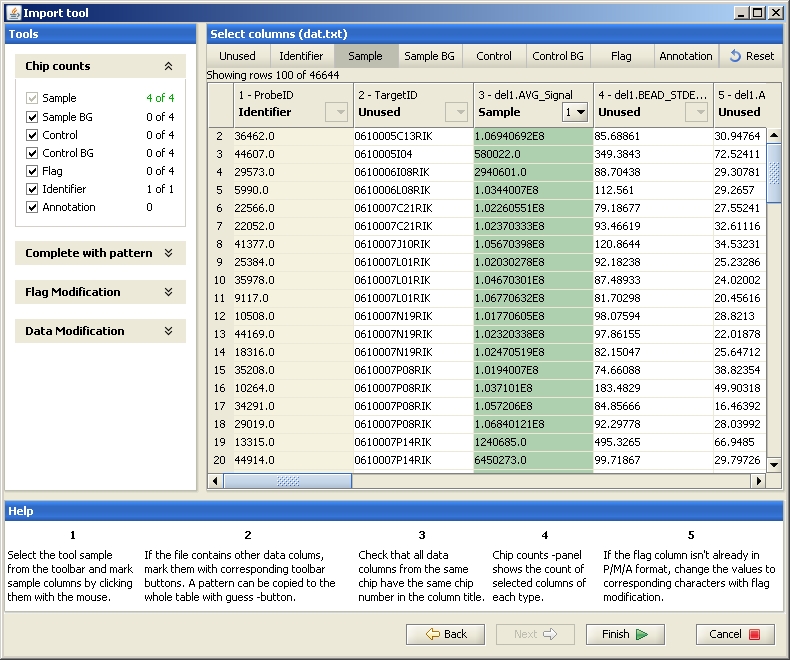 Import tool
Tools
Chip counts
Sample 4 of 4
Sample BG 0 of 4
Control 0 of 4
Control BG 0 of 4
Flag 0 of 4
Identifier 1 of 1
Annotation 0
Complete with pattern
Flag Modification
Data Modification
Select columns (dat.txt)
Unused Identifier Sample Sample BG Control Control BG Flag Annotation Reset
Showing rows 100 of 46644
1 - ProbeID 2 - TargetID 3 - del1.AVG_Signal 4 - del1.BEAD_STDE... 5 - del1.A
Identifier Unused Sample 1 Unused Unused
2 36462.0 0610005C13RIK 1.06940692E8 85.68861 30.94764
3 44607.0 0610005I04 580022.0 349.3843 72.52411
4 29573.0 0610006I08RIK 2940601.0 88.70438 29.30781
5 5990.0 0610006L08RIK 1.0344007E8 112.561 29.2657
6 22566.0 0610007C21RIK 1.02260551E8 79.18677 27.55241
7 22052.0 0610007C21RIK 1.02370333E8 93.46619 32.61116
8 41377.0 0610007J10RIK 1.05670398E8 120.8644 34.53231
9 25384.0 0610007L01RIK 1.02030278E8 92.18238 25.23286
10 35978.0 0610007L01RIK 1.04670301E8 87.48933 24.02002
11 9117.0 0610007L01RIK 1.06770632E8 81.70298 20.45616
12 10508.0 0610007N19RIK 1.01770605E8 98.07594 28.8213
13 44169.0 0610007N19RIK 1.02320338E8 97.86155 22.01878
14 18316.0 0610007N19RIK 1.02470519E8 82.15047 25.64712
15 35208.0 0610007P08RIK 1.0194007E8 74.66088 38.82354
16 10264.0 0610007P08RIK 1.037101E8 183.4829 49.90318
17 34291.0 0610007P08RIK 1.057206E8 84.85666 16.46392
18 29019.0 0610007P08RIK 1.06840121E8 92.29778 28.03992
19 13315.0 0610007P14RIK 1240685.0 495.3265 66.9485
20 44914.0 0610007P14RIK 6450273.0 99.71867 29.79726
Help
1
Select the tool sample
from the toolbar and mark
sample columns by clicking
them with the mouse.
2
If the file contains other data colums,
mark them with corresponding toolbar
buttons. A pattern can be copied to the
whole table with guess -button.
3
Check that all data
columns from the same
chip have the same chip
number in the column title.
4
Chip counts -panel
shows the count of
selected columns of
each type.
5
If the flag column isn't already in
P/M/A format, change the values to
corresponding characters with flag
modification.
Back Next Finish Cancel